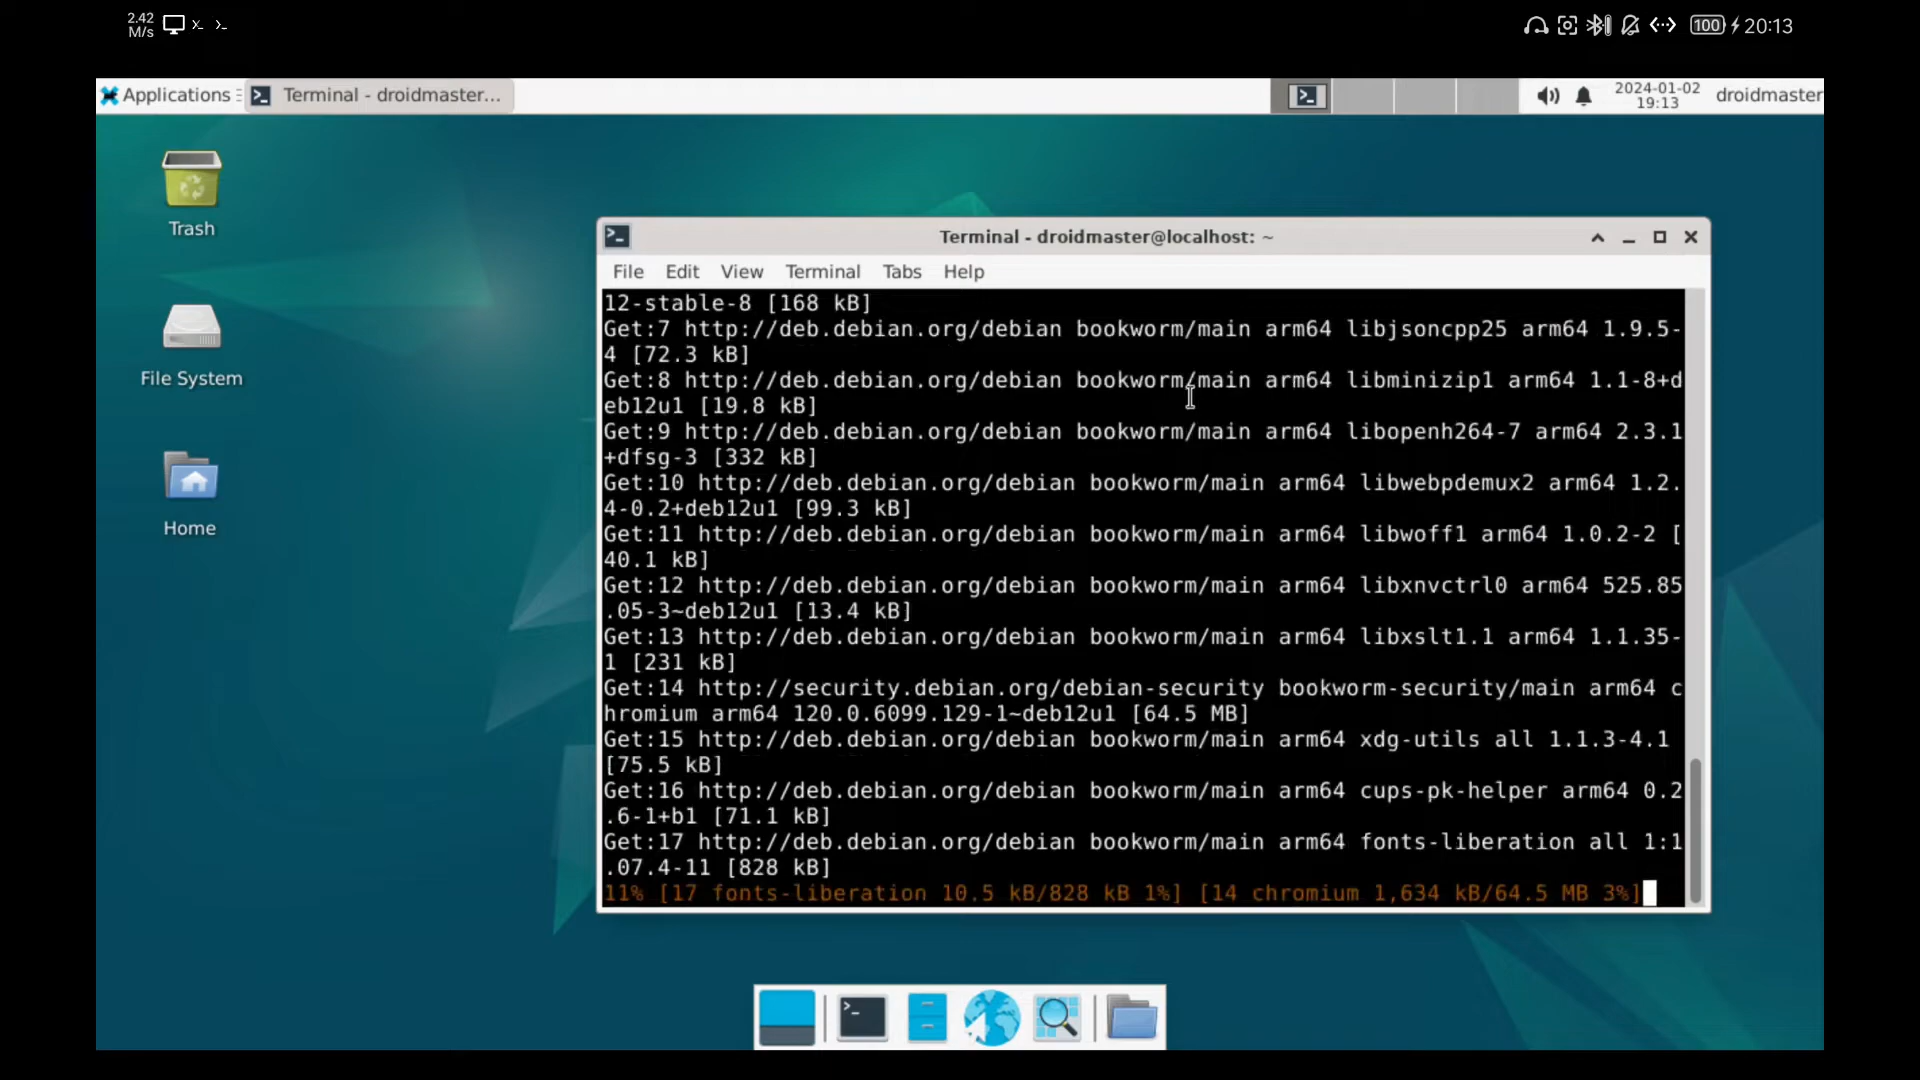 2.42
M/s
100
20:13
Applications
Terminal - droidmaster...
2024-01-02
19:13
droidmaster
Trash
File System
Home
Terminal - droidmaster@localhost: ~
File Edit View Terminal Tabs Help
12-stable-8 [168 kB]
Get:7 http://deb.debian.org/debian bookworm/main arm64 libjsoncpp25 arm64 1.9.5-
4 [72.3 kB]
Get:8 http://deb.debian.org/debian bookworm/main arm64 libminizip1 arm64 1.1-8+d
eb12u1 [19.8 kB]
Get:9 http://deb.debian.org/debian bookworm/main arm64 libopenh264-7 arm64 2.3.1
+dfsg-3 [332 kB]
Get:10 http://deb.debian.org/debian bookworm/main arm64 libwebpdemux2 arm64 1.2.
4-0.2+deb12u1 [99.3 kB]
Get:11 http://deb.debian.org/debian bookworm/main arm64 libwoff1 arm64 1.0.2-2 [
40.1 kB]
Get:12 http://deb.debian.org/debian bookworm/main arm64 libxnvctrl0 arm64 525.85
.05-3~deb12u1 [13.4 kB]
Get:13 http://deb.debian.org/debian bookworm/main arm64 libxslt1.1 arm64 1.1.35-
1 [231 kB]
Get:14 http://security.debian.org/debian-security bookworm-security/main arm64 c
hromium arm64 120.0.6099.129-1~deb12u1 [64.5 MB]
Get:15 http://deb.debian.org/debian bookworm/main arm64 xdg-utils all 1.1.3-4.1
[75.5 kB]
Get:16 http://deb.debian.org/debian bookworm/main arm64 cups-pk-helper arm64 0.2
.6-1+b1 [71.1 kB]
Get:17 http://deb.debian.org/debian bookworm/main arm64 fonts-liberation all 1:1
.07.4-11 [828 kB]
11% [17 fonts-liberation 10.5 kB/828 kB 1%] [14 chromium 1,634 kB/64.5 MB 3%]